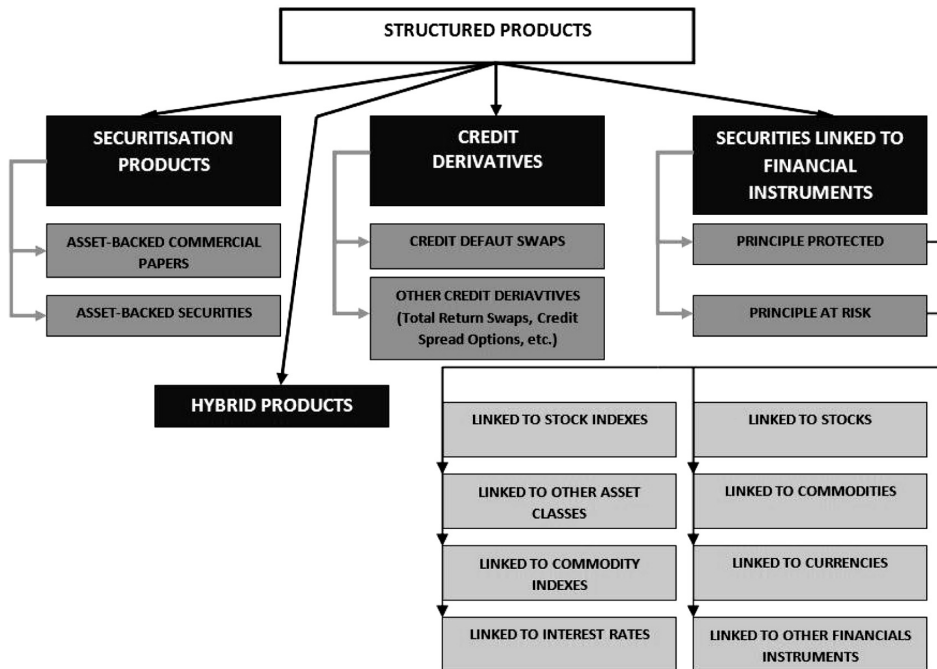 STRUCTURED PRODUCTS
SECURITISATION
PRODUCTS
CREDIT
DERIVATIVES
SECURITIES LINKED TO
FINANCIAL
INSTRUMENTS
ASSET-BACKED COMMERCIAL
PAPERS
ASSET-BACKED SECURITIES
CREDIT DEFAUT SWAPS
OTHER CREDIT DERIAVTIVES
(Total Return Swaps, Credit
Spread Options, etc.)
PRINCIPLE PROTECTED
PRINCIPLE AT RISK
HYBRID PRODUCTS
LINKED TO STOCK INDEXES
LINKED TO STOCKS
LINKED TO OTHER ASSET
CLASSES
LINKED TO COMMODITIES
LINKED TO COMMODITY
INDEXES
LINKED TO CURRENCIES
LINKED TO INTEREST RATES
LINKED TO OTHER FINANCIALS
INSTRUMENTS